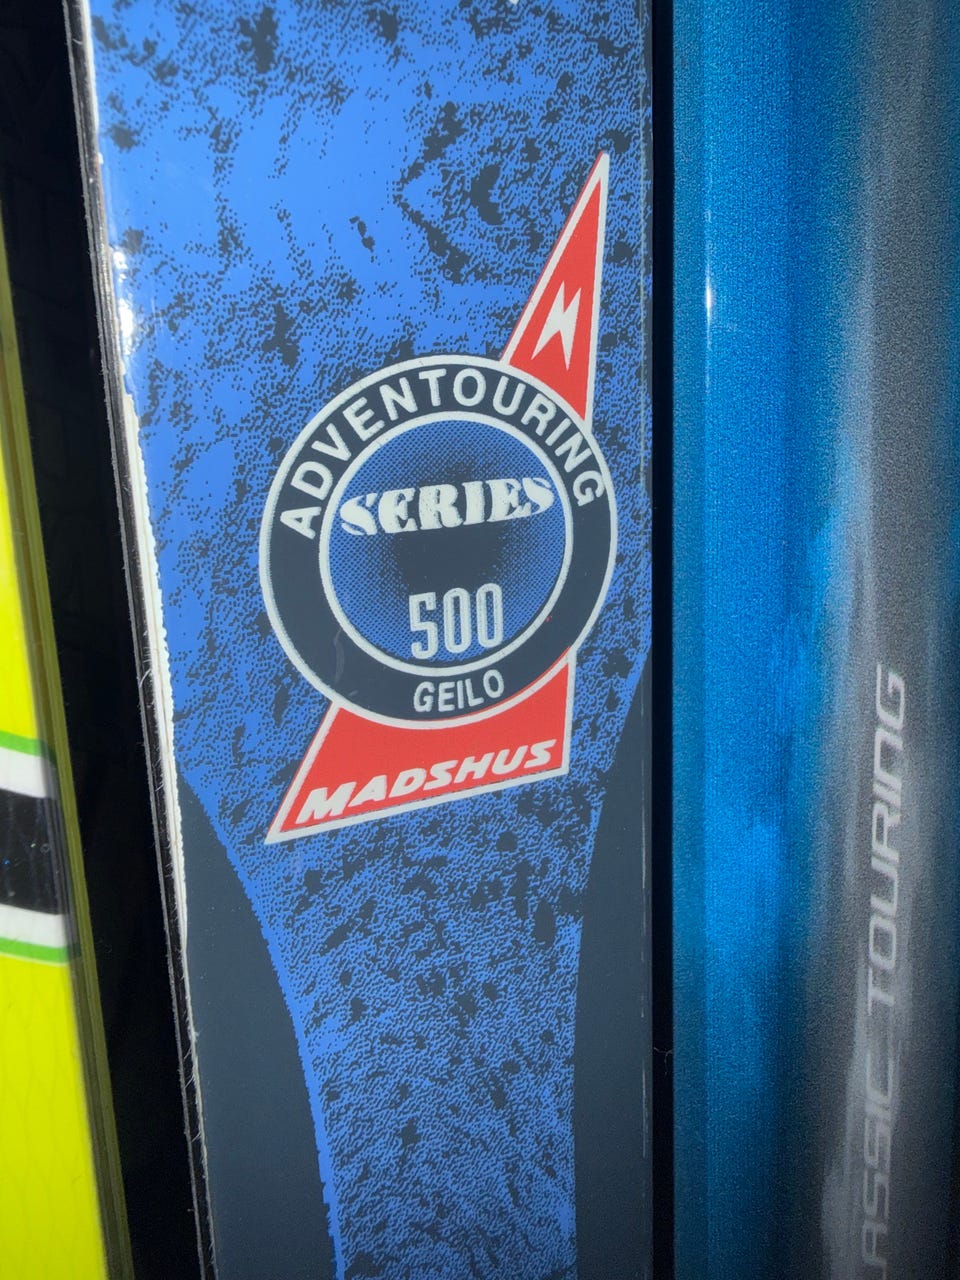 ADVENTOURING
SERIES
500
GEILO
MADSHUS
ASSIC TOURING